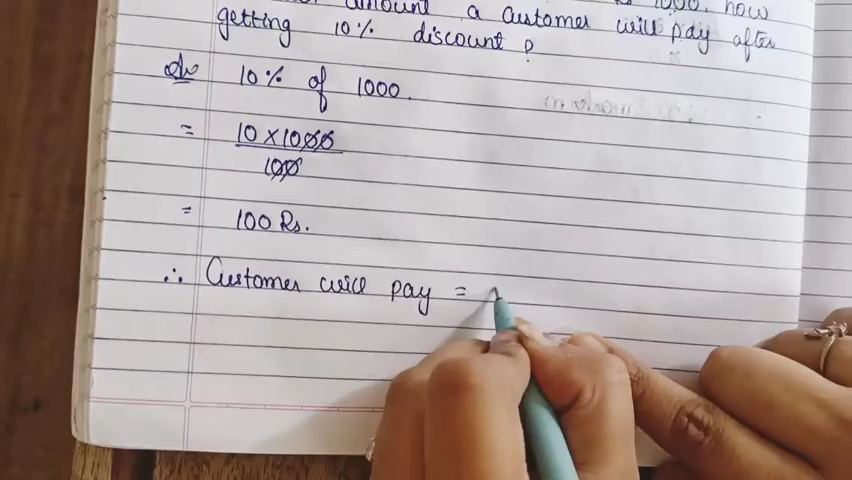 amount a Customer will pay after
getting 10% discount ?
10% of 1000.
= 10 × 1000
100
= 100 Rs.
∴ Customer will pay =